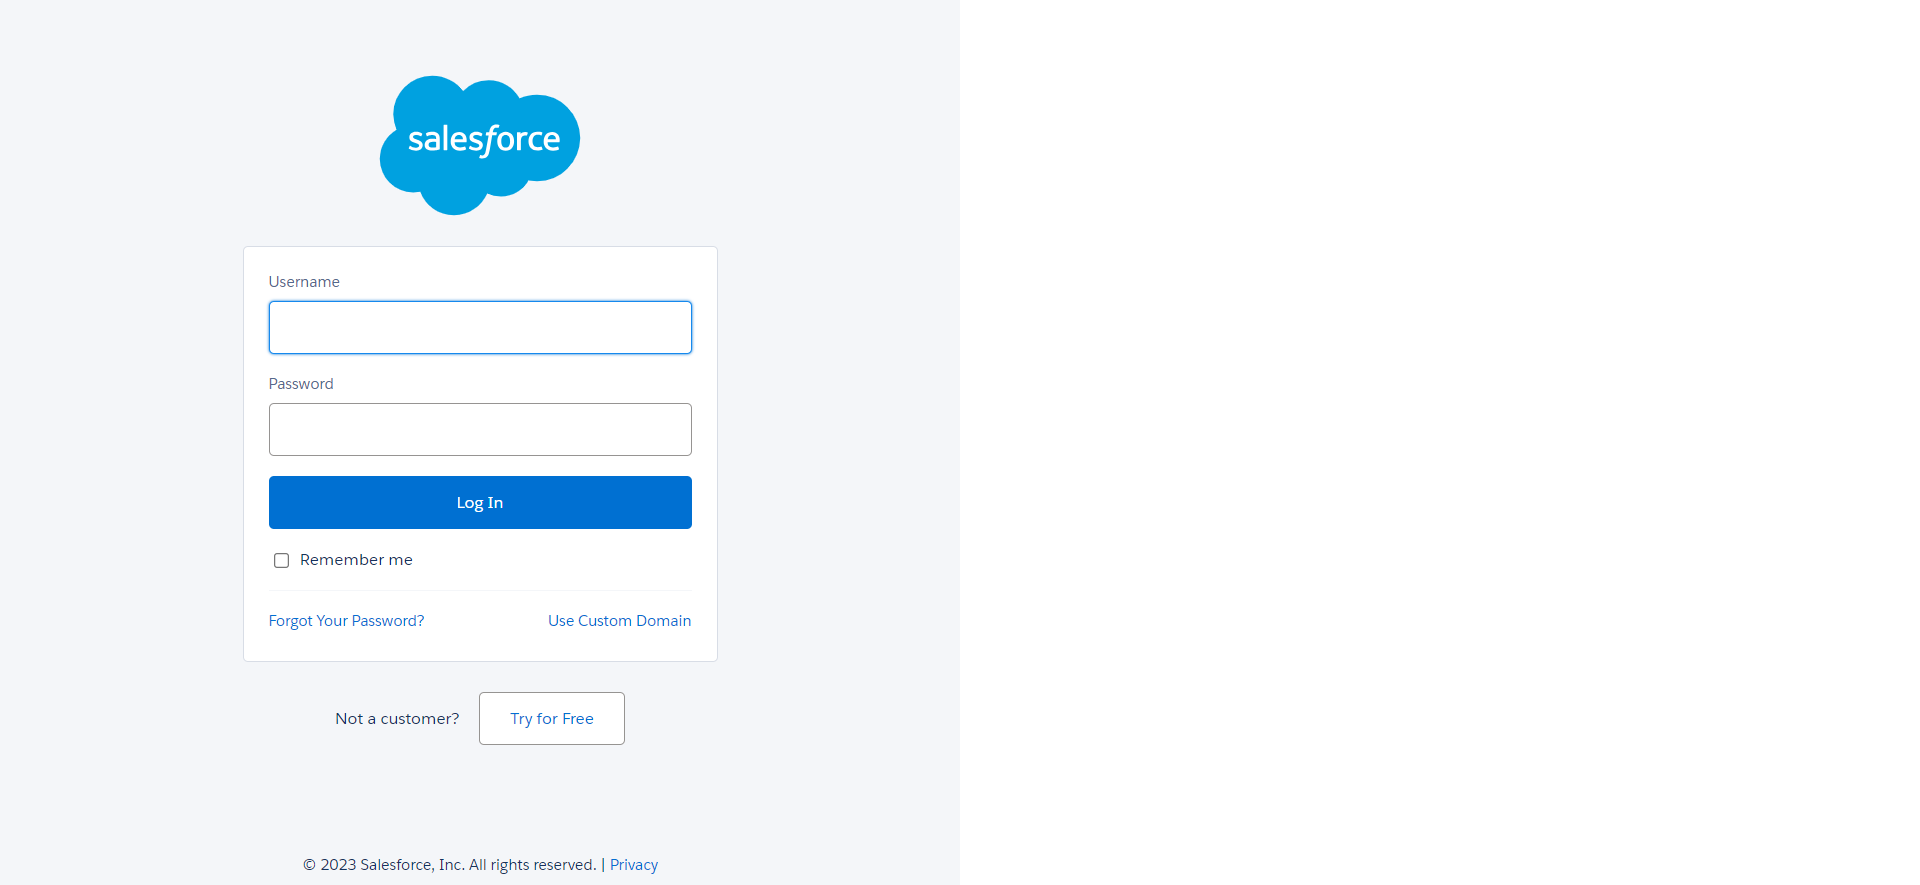 salesforce
Username
Password
Log In
Remember me
Forgot Your Password? Use Custom Domain
Not a customer? Try for Free
© 2023 Salesforce, Inc. All rights reserved. | Privacy